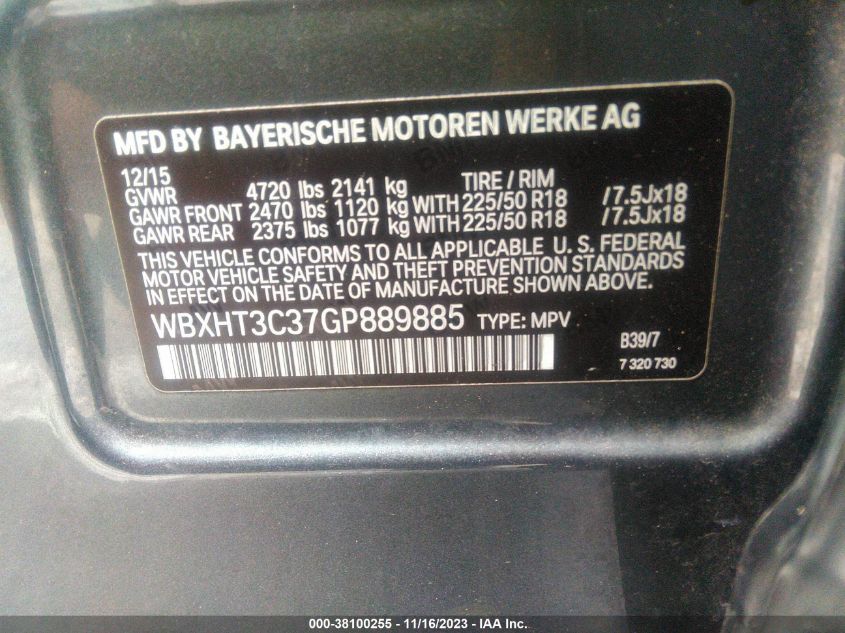 MFD BY BAYERISCHE MOTOREN WERKE AG
12/15 TIRE / RIM
GVWR 4720 lbs 2141 kg
GAWR FRONT 2470 lbs 1120 kg WITH 225/50 R18 /7.5Jx18
GAWR REAR 2375 lbs 1077 kg WITH 225/50 R18 /7.5Jx18
THIS VEHICLE CONFORMS TO ALL APPLICABLE U. S. FEDERAL
MOTOR VEHICLE SAFETY AND THEFT PREVENTION STANDARDS
IN EFFECT ON THE DATE OF MANUFACTURE SHOWN ABOVE.
WBXHT3C37GP889885 TYPE: MPV
B39/7
7 320 730
000-38100255 - 11/16/2023 - IAA Inc.